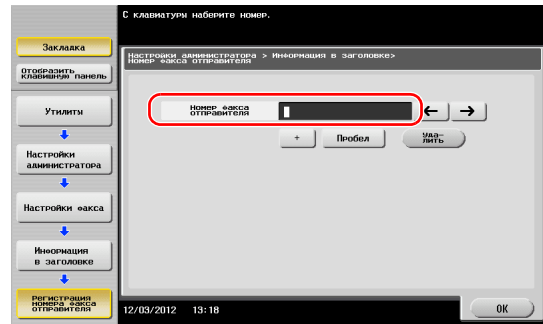 С клавиатуры наберите номер.
Закладка
Отобразить
клавишную панель
Настройки администратора > Информация в заголовке>
Номер факса отправителя
Утилиты
Номер факса
отправителя
← →
+ Пробел Уда-
лить
Настройки
администратора
Настройки факса
Информация
в заголовке
Регистрация
номера факса
отправителя
12/03/2012 13:18
OK